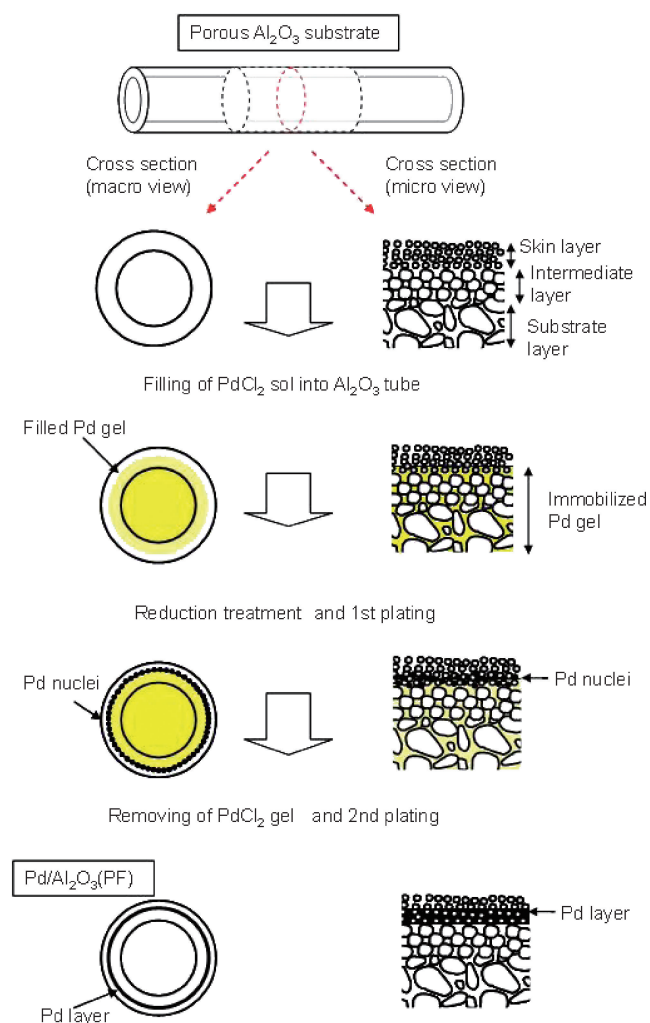 Porous Al₂O₃ substrate
Cross section
(macro view)
Cross section
(micro view)
Skin layer
Intermediate
layer
Substrate
layer
Filling of PdCl₂ sol into Al₂O₃ tube
Filled Pd gel
Immobilized
Pd gel
Reduction treatment and 1st plating
Pd nuclei
Pd nuclei
Removing of PdCl₂ gel and 2nd plating
Pd/Al₂O₃(PF)
Pd layer
Pd layer